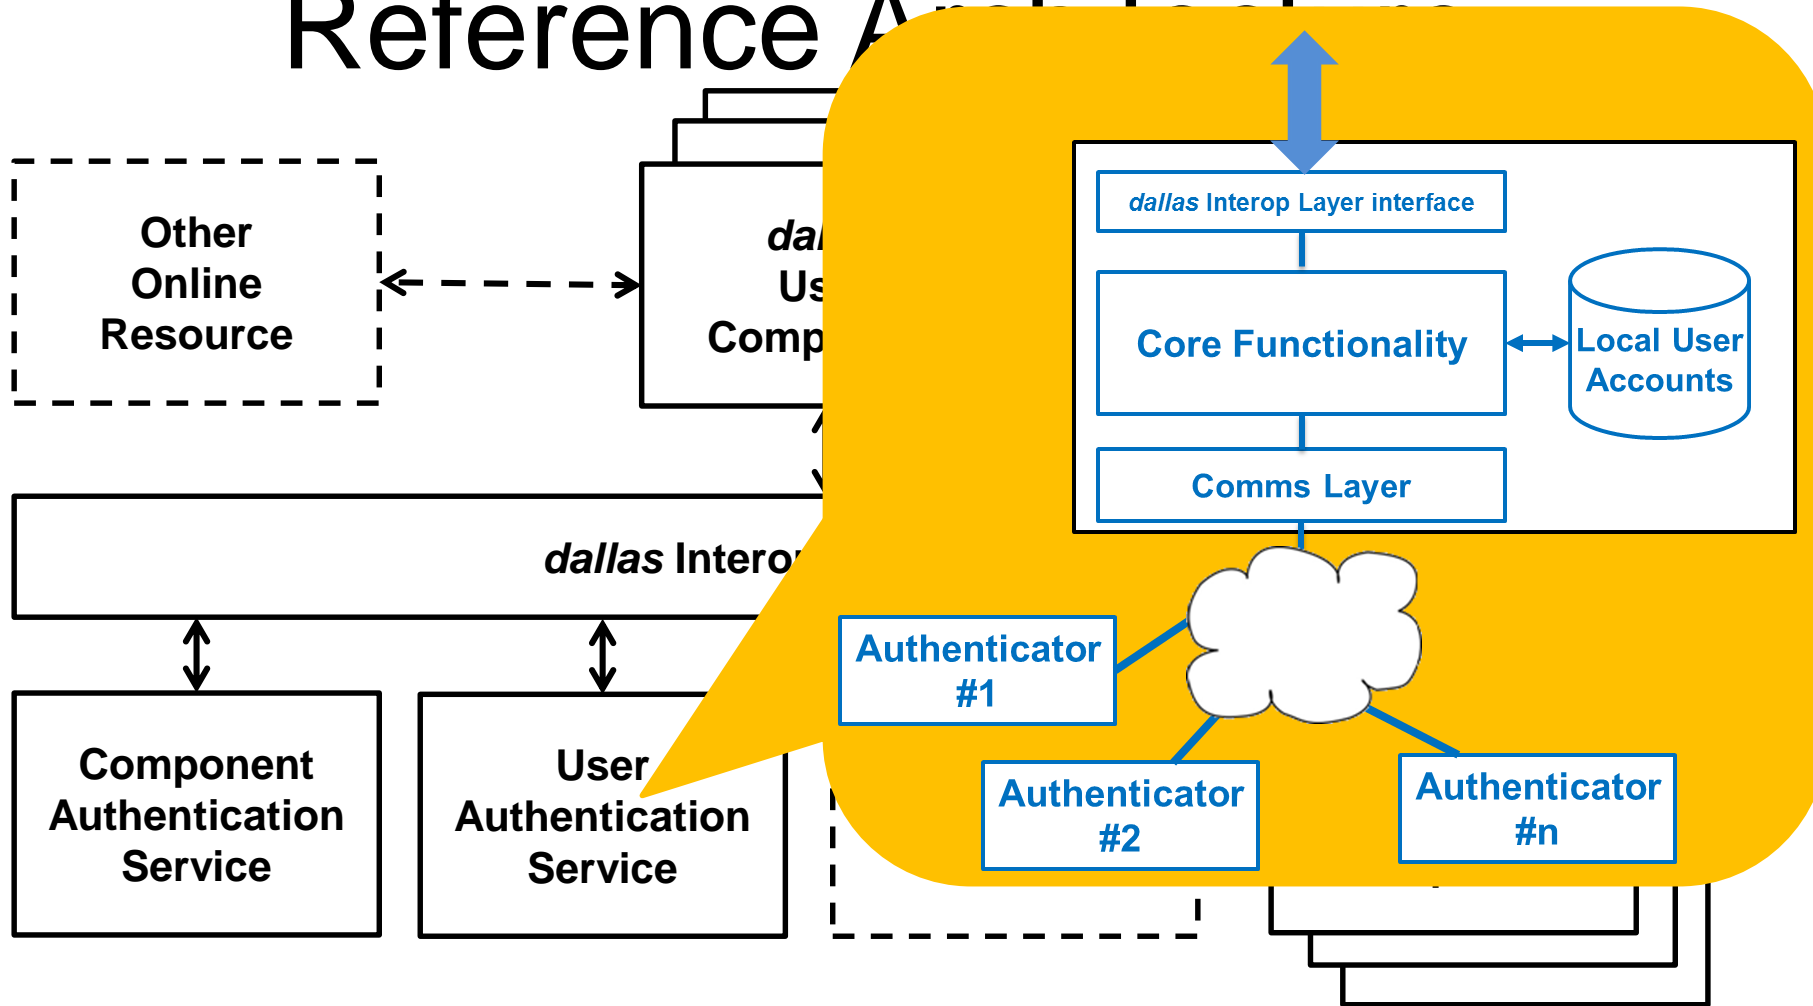 Reference
Other
Online
Resource
dallas Interop Layer interface
Core Functionality
Local User
Accounts
Comms Layer
dallas
Authenticator
#1
Authenticator
#2
Authenticator
#n
Component
Authentication
Service
User
Authentication
Service